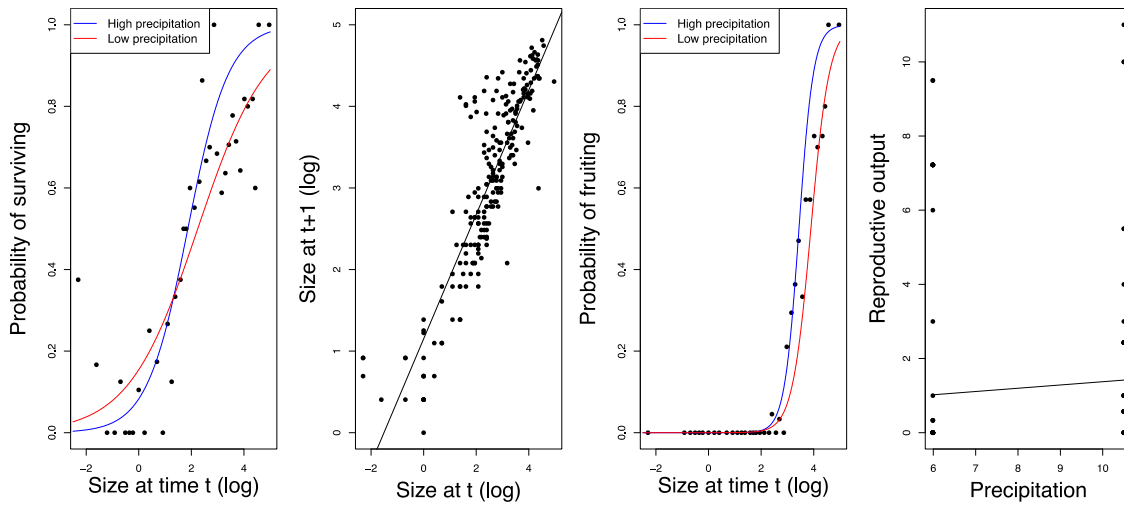 High precipitation
Low precipitation
Probability of surviving
0.0 0.2 0.4 0.6 0.8 1.0
−2 0 2 4
Size at time t (log)
Size at t+1 (log)
0 1 2 3 4 5
−2 0 2 4
Size at t (log)
High precipitation
Low precipitation
Probability of fruiting
0.0 0.2 0.4 0.6 0.8 1.0
−2 0 2 4
Size at time t (log)
Reproductive output
0 2 4 6 8 10
6 7 8 9 10
Precipitation